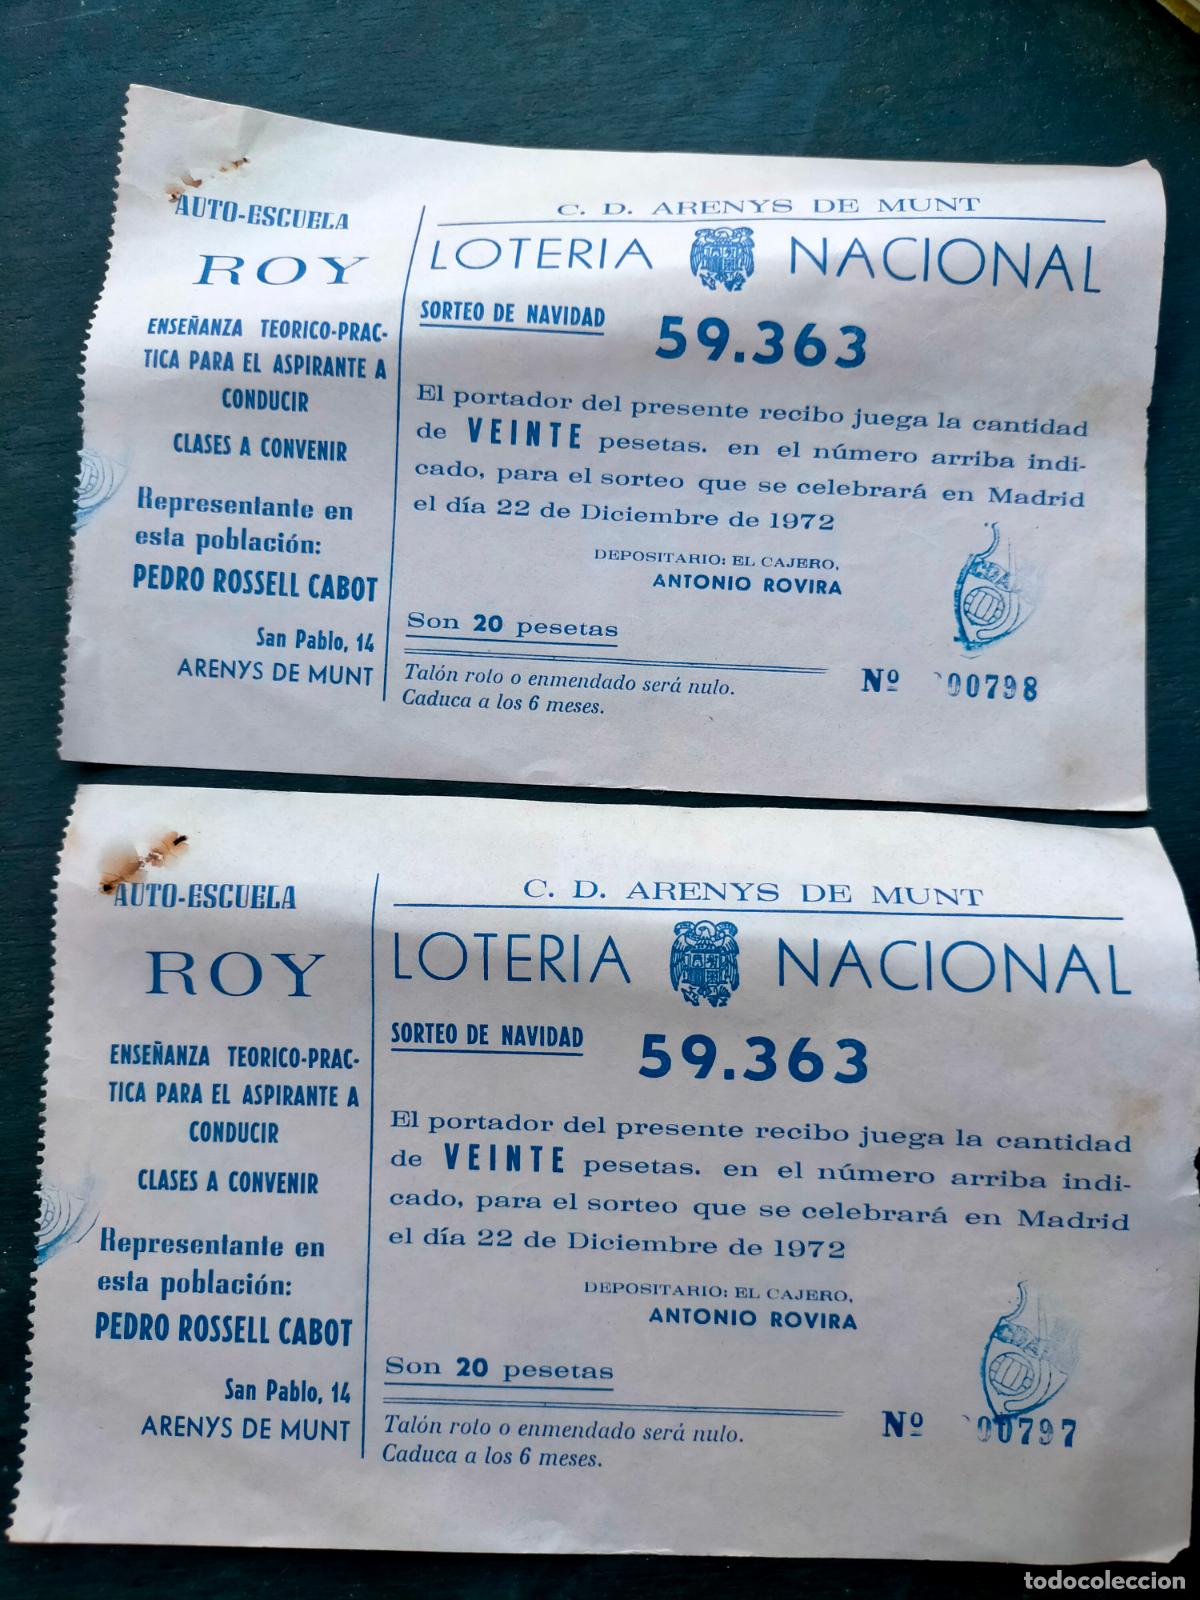 AUTO-ESCUELA
ROY
ENSEÑANZA TEORICO-PRAC-
TICA PARA EL ASPIRANTE A
CONDUCIR
CLASES A CONVENIR
Representante en
esta población:
PEDRO ROSSELL CABOT
San Pablo, 14
ARENYS DE MUNT
C. D. ARENYS DE MUNT
LOTERIA NACIONAL
SORTEO DE NAVIDAD 59.363
El portador del presente recibo juega la cantidad
de VEINTE pesetas. en el número arriba indi-
cado, para el sorteo que se celebrará en Madrid
el día 22 de Diciembre de 1972
DEPOSITARIO: EL CAJERO,
ANTONIO ROVIRA
Son 20 pesetas
Talón roto o enmendado será nulo.
Caduca a los 6 meses.
Nº 00798
AUTO-ESCUELA
ROY
ENSEÑANZA TEORICO-PRAC-
TICA PARA EL ASPIRANTE A
CONDUCIR
CLASES A CONVENIR
Representante en
esta población:
PEDRO ROSSELL CABOT
San Pablo, 14
ARENYS DE MUNT
C. D. ARENYS DE MUNT
LOTERIA NACIONAL
SORTEO DE NAVIDAD 59.363
El portador del presente recibo juega la cantidad
de VEINTE pesetas. en el número arriba indi-
cado, para el sorteo que se celebrará en Madrid
el día 22 de Diciembre de 1972
DEPOSITARIO: EL CAJERO,
ANTONIO ROVIRA
Son 20 pesetas
Talón roto o enmendado será nulo.
Caduca a los 6 meses.
Nº 00797
todocoleccion